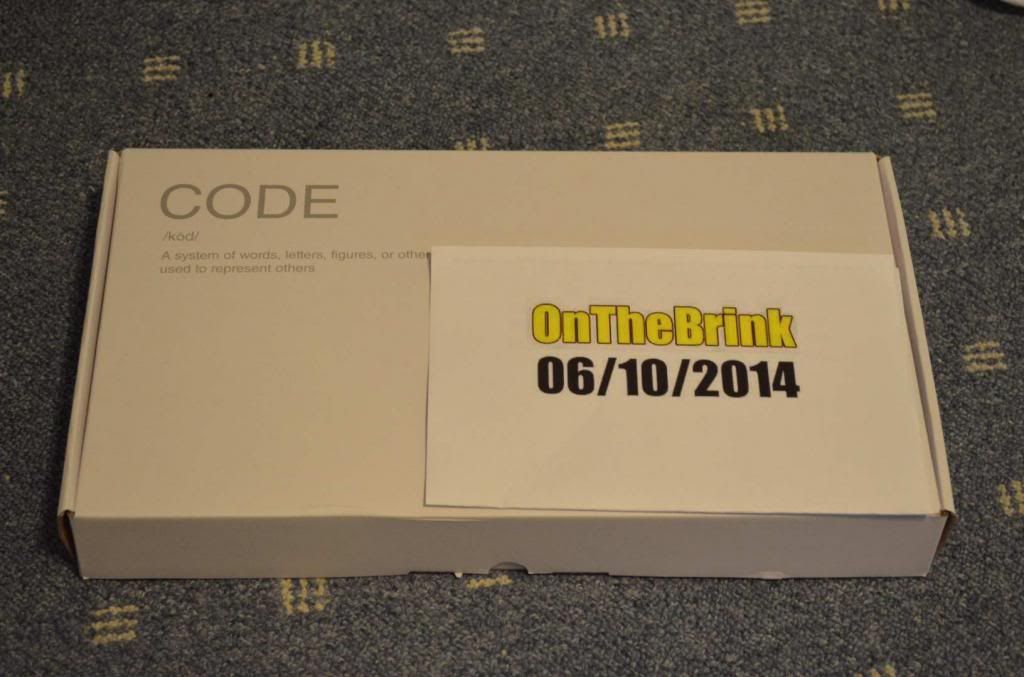 CODE
/kōd/
A system of words, letters, figures, or other
used to represent others
OnTheBrink
06/10/2014